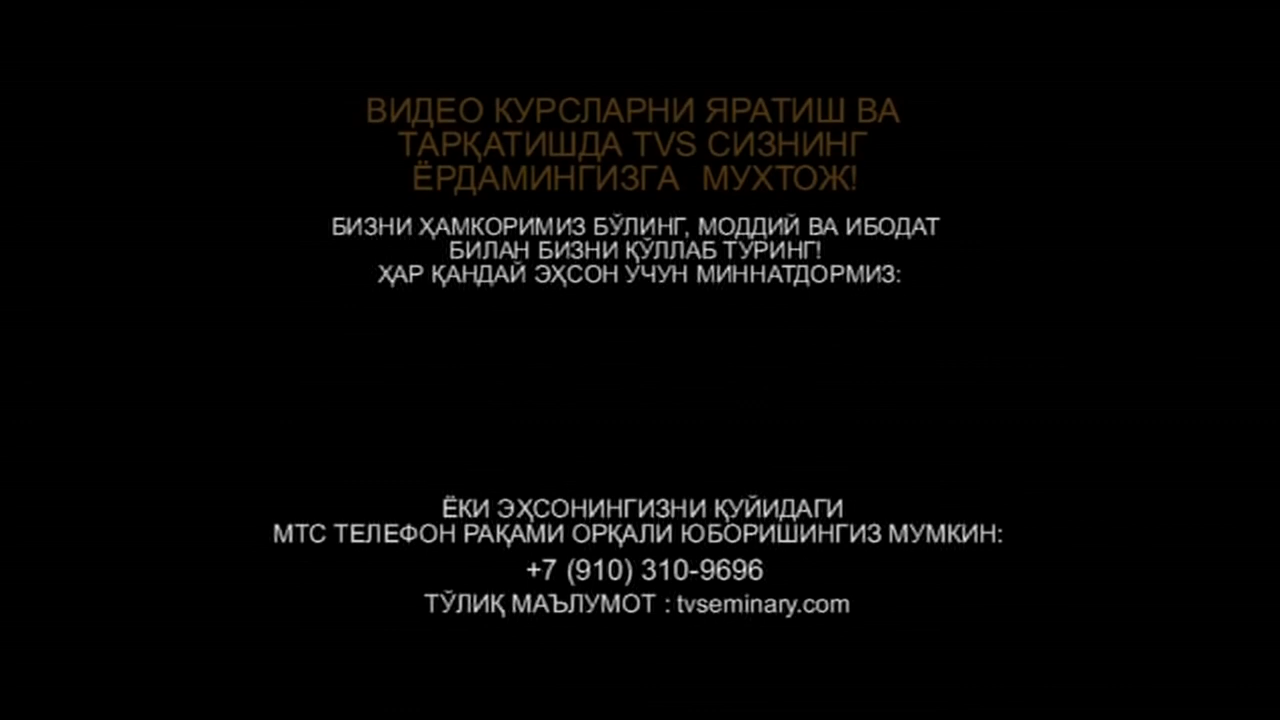 ВИДЕО КУРСЛАРНИ ЯРАТИШ ВА
ТАРҚАТИШДА TVS СИЗНИНГ
ЁРДАМИНГИЗГА МУХТОЖ!
БИЗНИ ҲАМКОРИМИЗ БЎЛИНГ, МОДДИЙ ВА ИБОДАТ
БИЛАН БИЗНИ ҚЎЛЛАБ ТУРИНГ!
ҲАР ҚАНДАЙ ЭҲСОН УЧУН МИННАТДОРМИЗ:
ЁКИ ЭҲСОНИНГИЗНИ ҚУЙИДАГИ
МТС ТЕЛЕФОН РАҚАМИ ОРҚАЛИ ЮБОРИШИНГИЗ МУМКИН:
+7 (910) 310-9696
ТЎЛИҚ МАЪЛУМОТ : tvseminary.com